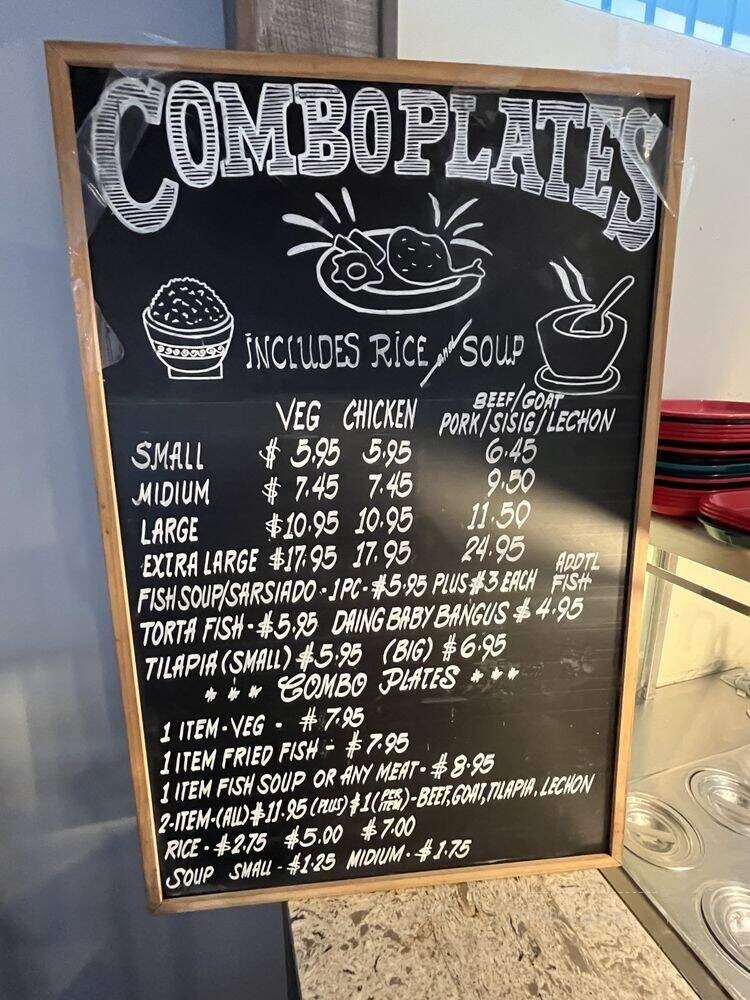 COMBO PLATES
INCLUDES RICE and SOUP
VEG CHICKEN BEEF/GOAT PORK/SISIG/LECHON
SMALL $ 5.95 5.95 6.45
MIDIUM $ 7.45 7.45 9.50
LARGE $10.95 10.95 11.50
EXTRA LARGE $17.95 17.95 24.95
FISH SOUP/SARSIADO - 1PC - $5.95 PLUS $3 EACH ADDTL FISH
TORTA FISH - $5.95 DAING BABY BANGUS $4.95
TILAPIA (SMALL) $5.95 (BIG) $6.95
COMBO PLATES
1 ITEM - VEG - $7.95
1 ITEM FRIED FISH - $7.95
1 ITEM FISH SOUP OR ANY MEAT - $8.95
2-ITEM-(ALL) $11.95 (PLUS) $1 (PER ITEM) - BEEF, GOAT, TILAPIA, LECHON
RICE - $2.75 $5.00 $7.00
SOUP SMALL - $1.25 MIDIUM - $1.75